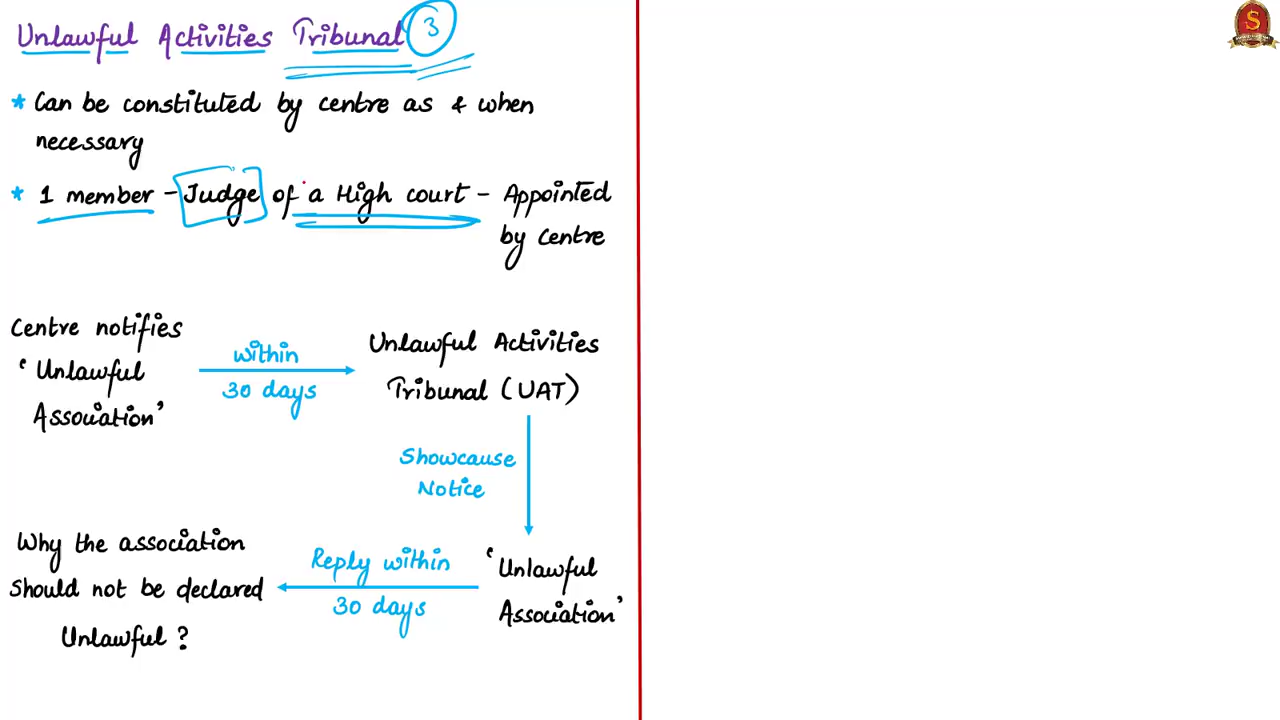 Unlawful Activities Tribunal 3
* Can be constituted by centre as & when
necessary
* 1 member - Judge of a High court - Appointed
by centre
Centre notifies
'Unlawful
Association'
within
30 days
Unlawful Activities
Tribunal (UAT)
Showcause
Notice
'Unlawful
Association'
Reply within
30 days
Why the association
should not be declared
Unlawful?
S